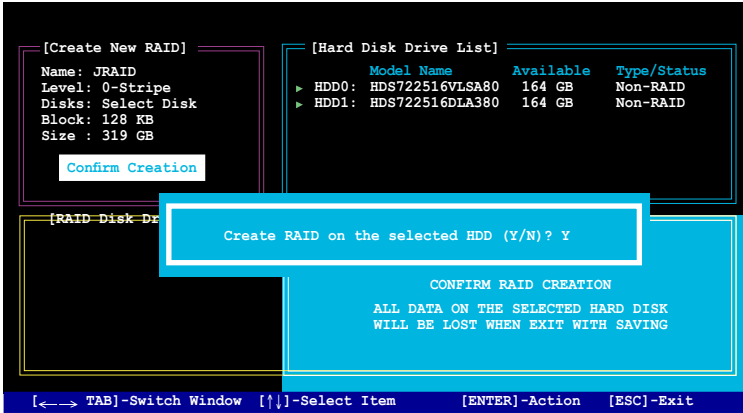 [Create New RAID]
Name: JRAID
Level: 0-Stripe
Disks: Select Disk
Block: 128 KB
Size : 319 GB
Confirm Creation
[Hard Disk Drive List]
Model Name Available Type/Status
HDD0: HDS722516VLSA80 164 GB Non-RAID
HDD1: HDS722516DLA380 164 GB Non-RAID
[RAID Disk Dr
Create RAID on the selected HDD (Y/N)? Y
CONFIRM RAID CREATION
ALL DATA ON THE SELECTED HARD DISK
WILL BE LOST WHEN EXIT WITH SAVING
[←→ TAB]-Switch Window [↑↓]-Select Item [ENTER]-Action [ESC]-Exit